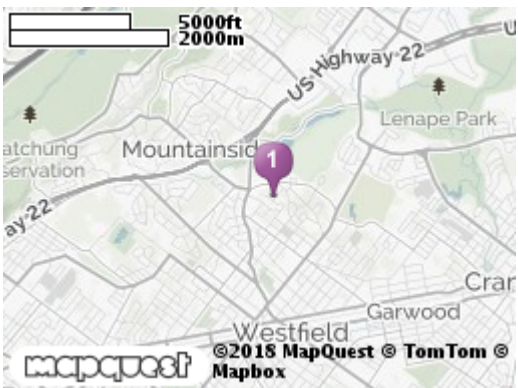 5000ft
2000m
US Highway 22
U
Lenape Park
atchung
servation
Mountainsid
1
ay 22
Cran
Garwood
Westfield
mapquest
©2018 MapQuest © TomTom ©
Mapbox